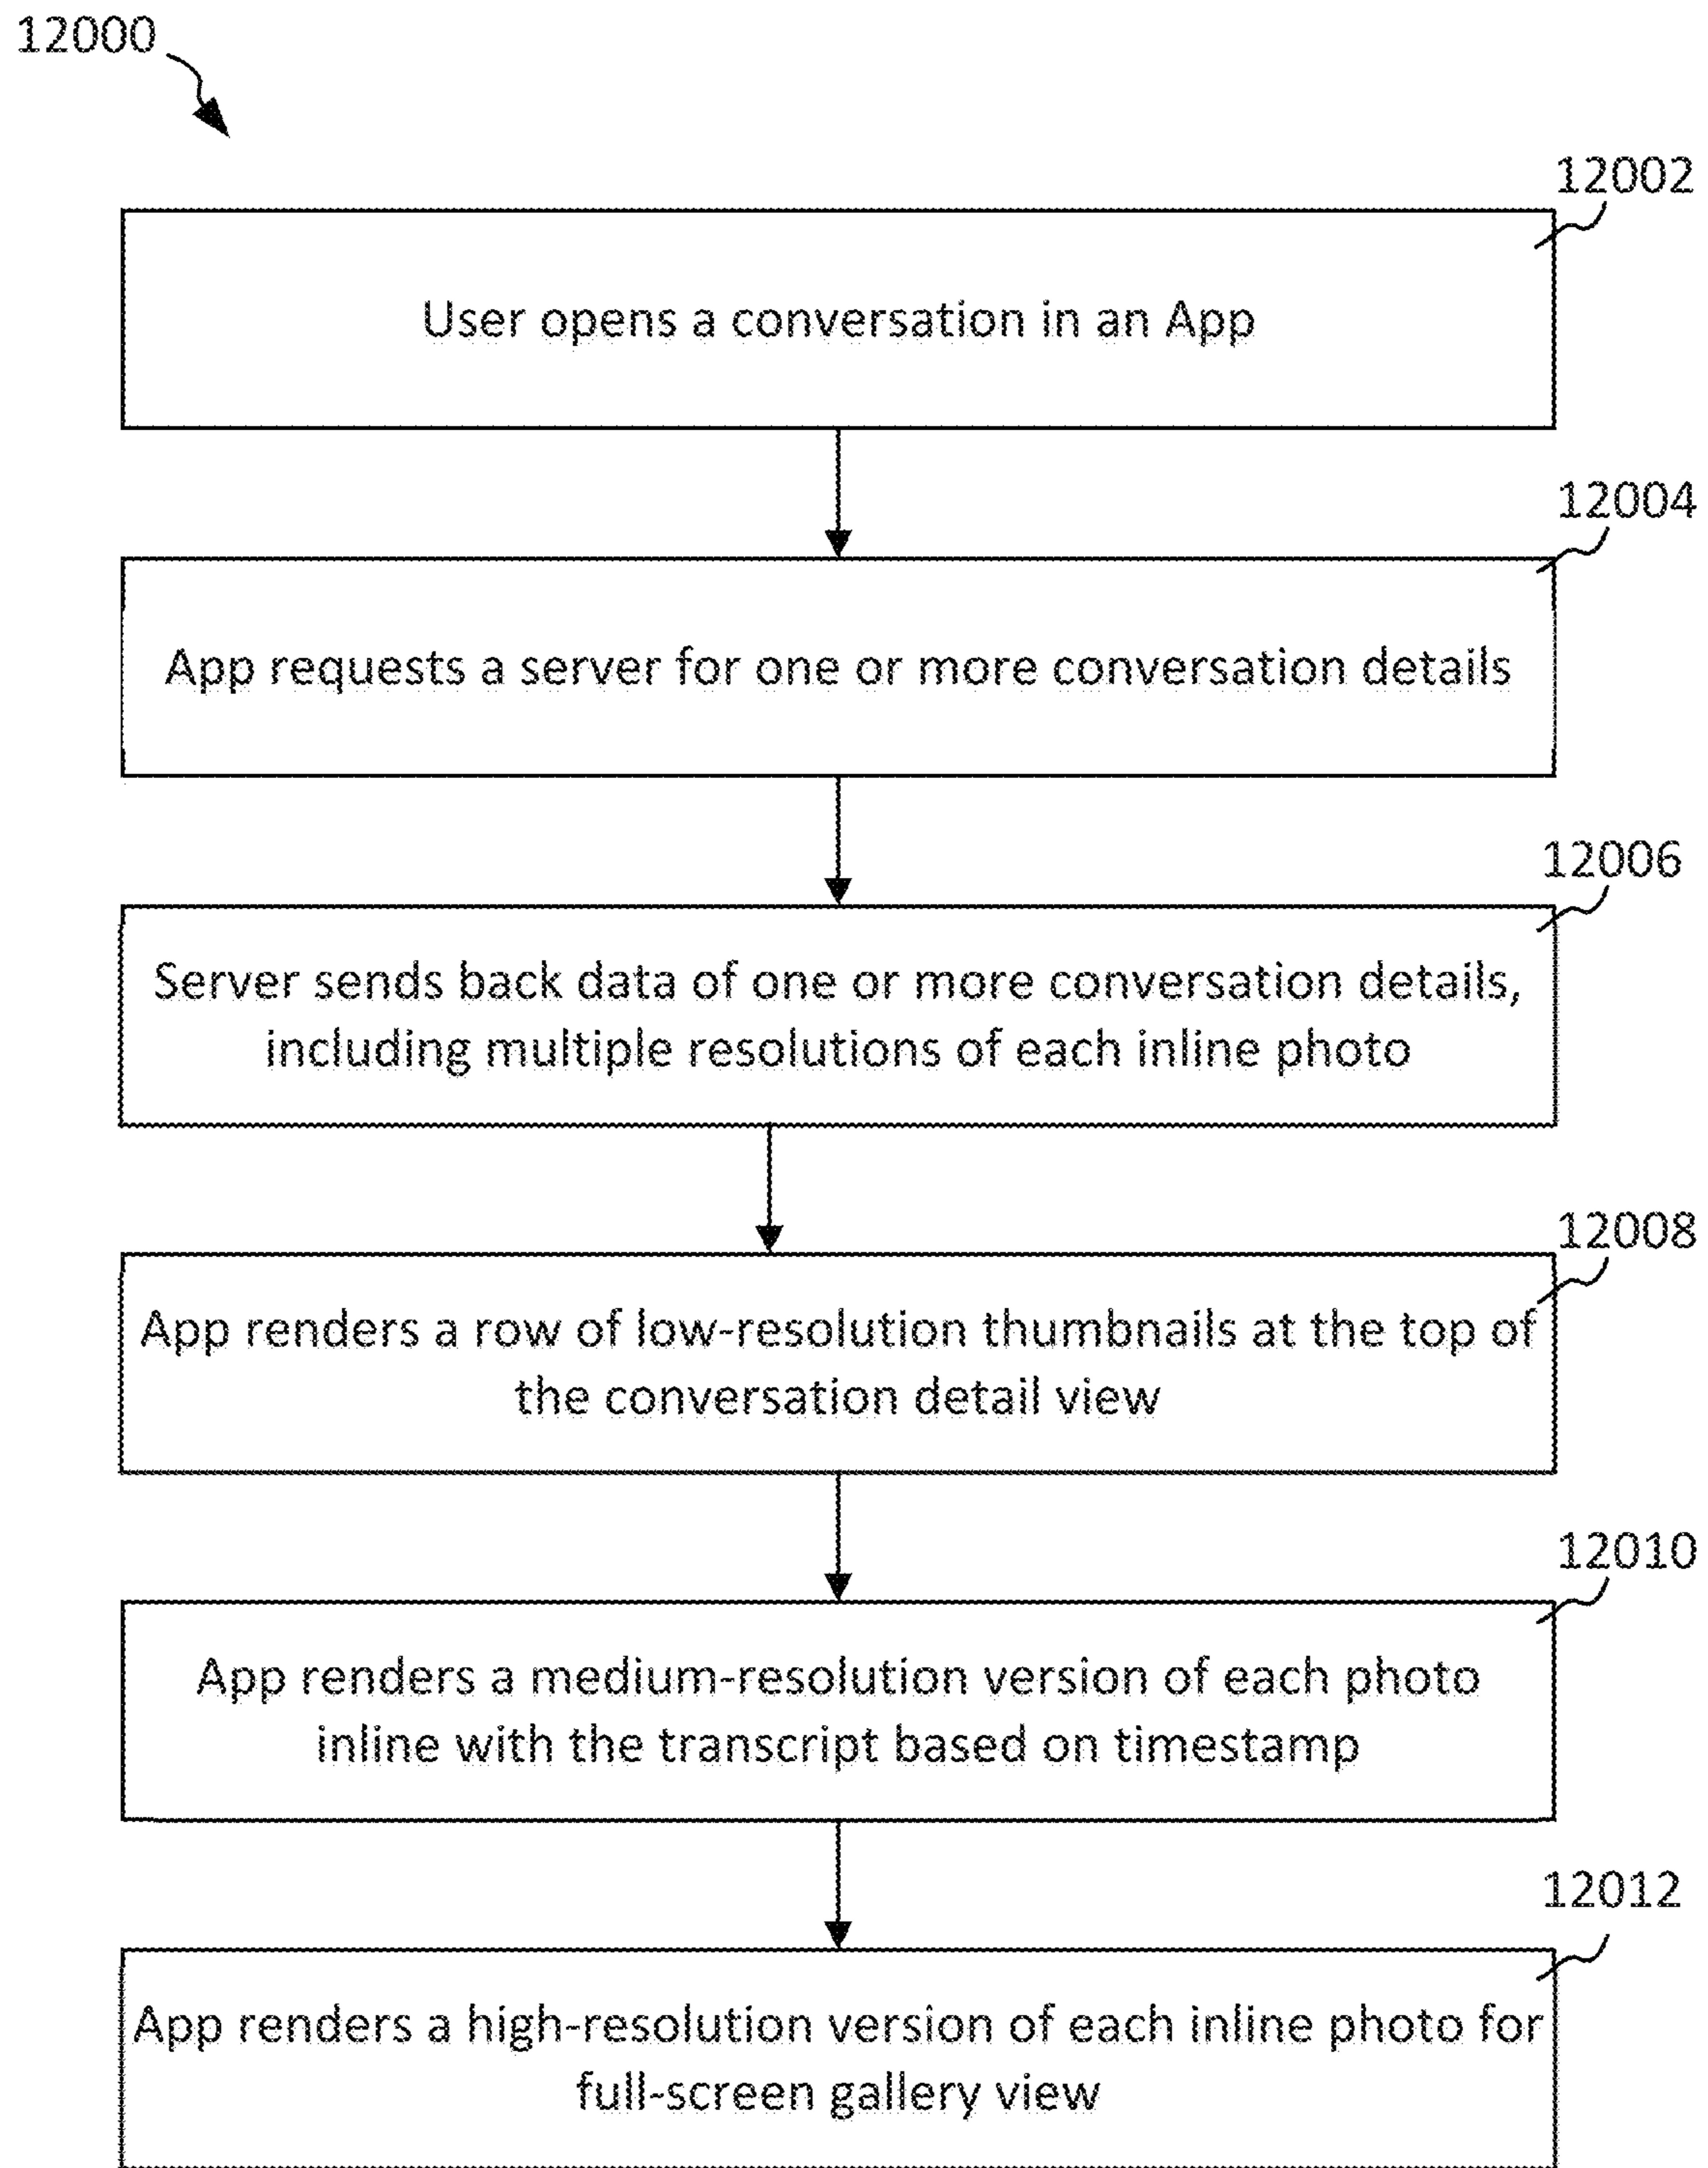 12000
12002
User opens a conversation in an App
12004
App requests a server for one or more conversation details
12006
Server sends back data of one or more conversation details,
including multiple resolutions of each inline photo
12008
App renders a row of low-resolution thumbnails at the top of
the conversation detail view
12010
App renders a medium-resolution version of each photo
inline with the transcript based on timestamp
12012
App renders a high-resolution version of each inline photo for
full-screen gallery view